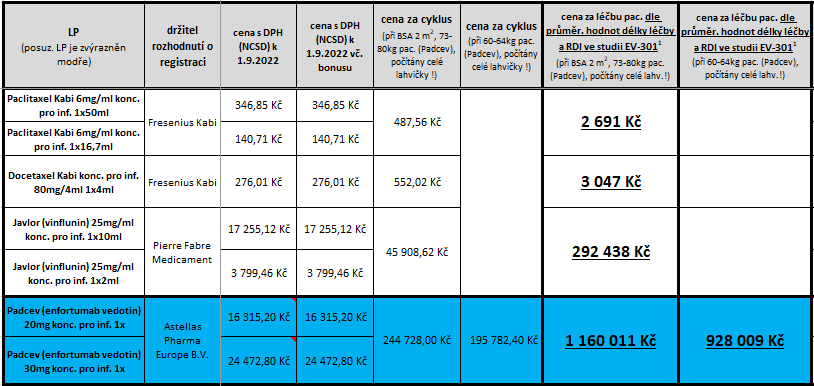 LP
(posuz. LP je zvýrazněn
modře)
držitel
rozhodnutí o
registraci
cena s DPH
(NCSD) k
1.9.2022
cena s DPH
(NCSD) k
1.9.2022 vč.
bonusu
cena za cyklus
(při BSA 2 m², 73-
80kg pac. (Padcev),
počítány celé
lahvičky !)
cena za cyklus
(při 60-64kg pac.
(Padcev), počítány
celé lahvičky !)
cena za léčbu pac. dle
průměr. hodnot délky léčby
a RDI ve studii EV-301¹
(při BSA 2 m², 73-80kg pac.
(Padcev), počítány celé lahv. !)
cena za léčbu pac. dle
průměr. hodnot délky léčby
a RDI ve studii EV-301¹
(při 60-64kg pac. (Padcev),
počítány celé lahv. !)
Paclitaxel Kabi 6mg/ml konc.
pro inf. 1x50ml
Fresenius Kabi
346,85 Kč
346,85 Kč
487,56 Kč
2 691 Kč
Paclitaxel Kabi 6mg/ml konc.
pro inf. 1x16,7ml
140,71 Kč
140,71 Kč
Docetaxel Kabi konc. pro inf.
80mg/4ml 1x4ml
Fresenius Kabi
276,01 Kč
276,01 Kč
552,02 Kč
3 047 Kč
Javlor (vinflunin) 25mg/ml
konc. pro inf. 1x10ml
Pierre Fabre
Medicament
17 255,12 Kč
17 255,12 Kč
45 908,62 Kč
292 438 Kč
Javlor (vinflunin) 25mg/ml
konc. pro inf. 1x2ml
3 799,46 Kč
3 799,46 Kč
Padcev (enfortumab vedotin)
20mg konc. pro inf. 1x
Astellas
Pharma
Europe B.V.
16 315,20 Kč
16 315,20 Kč
244 728,00 Kč
195 782,40 Kč
1 160 011 Kč
928 009 Kč
Padcev (enfortumab vedotin)
30mg konc. pro inf. 1x
24 472,80 Kč
24 472,80 Kč